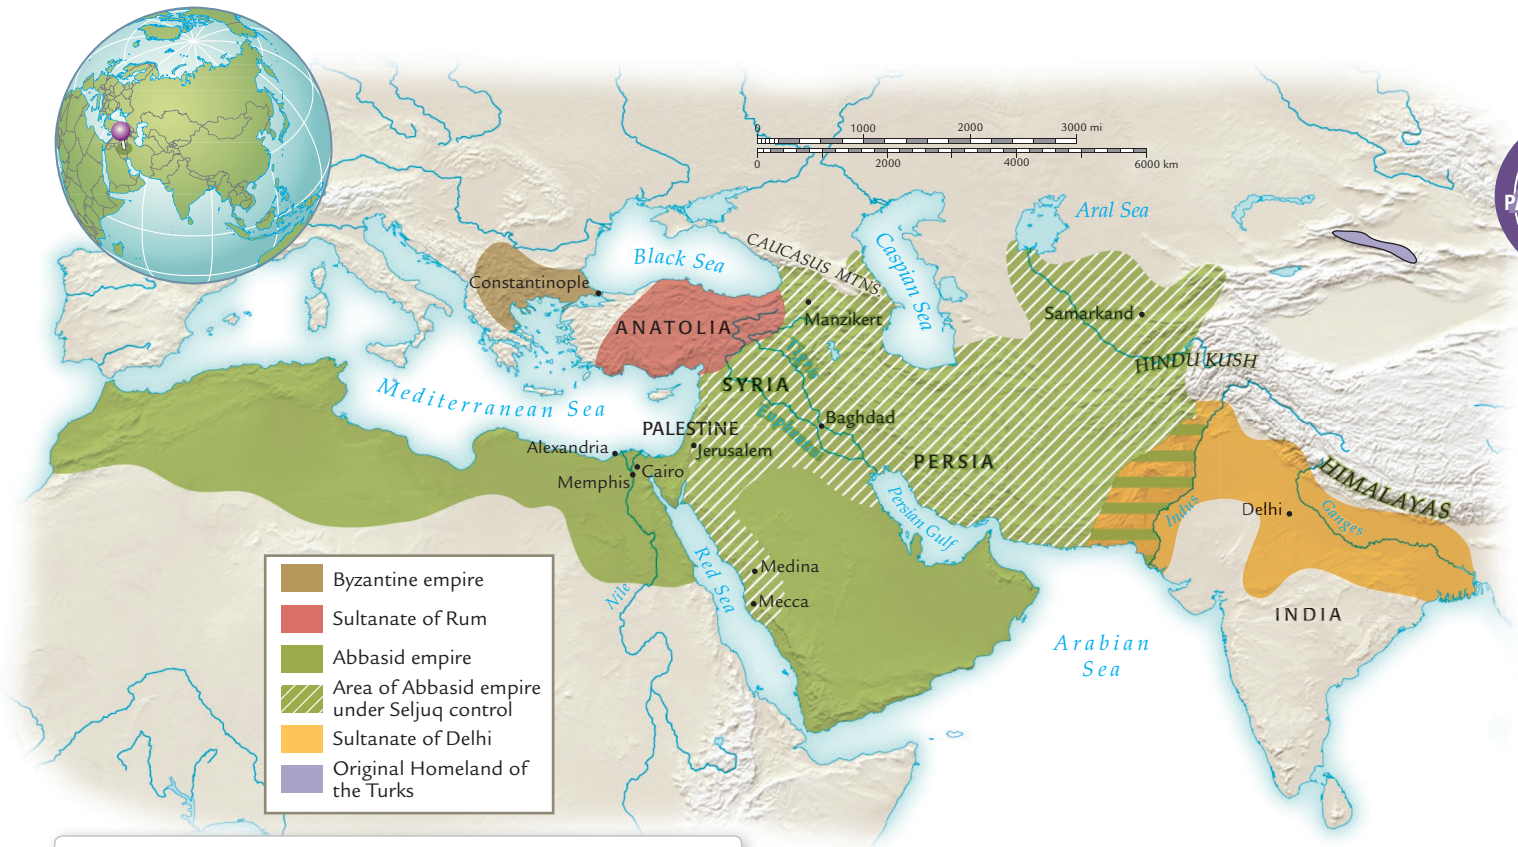 0 1000 2000 3000 mi
0 2000 4000 6000 km
PA
Aral Sea
CAUCASUS MTNS.
Black Sea
Caspian Sea
Constantinople
Manzikert
Samarkand
ANATOLIA
HINDU KUSH
Tigris
SYRIA
Mediterranean Sea
Euphrates
Baghdad
PALESTINE
Alexandria
Jerusalem
PERSIA
Cairo
Memphis
HIMALAYAS
Persian Gulf
Indus
Delhi
Ganges
Red Sea
Medina
Nile
Mecca
INDIA
Arabian
Sea
Byzantine empire
Sultanate of Rum
Abbasid empire
Area of Abbasid empire
under Seljuq control
Sultanate of Delhi
Original Homeland of
the Turks